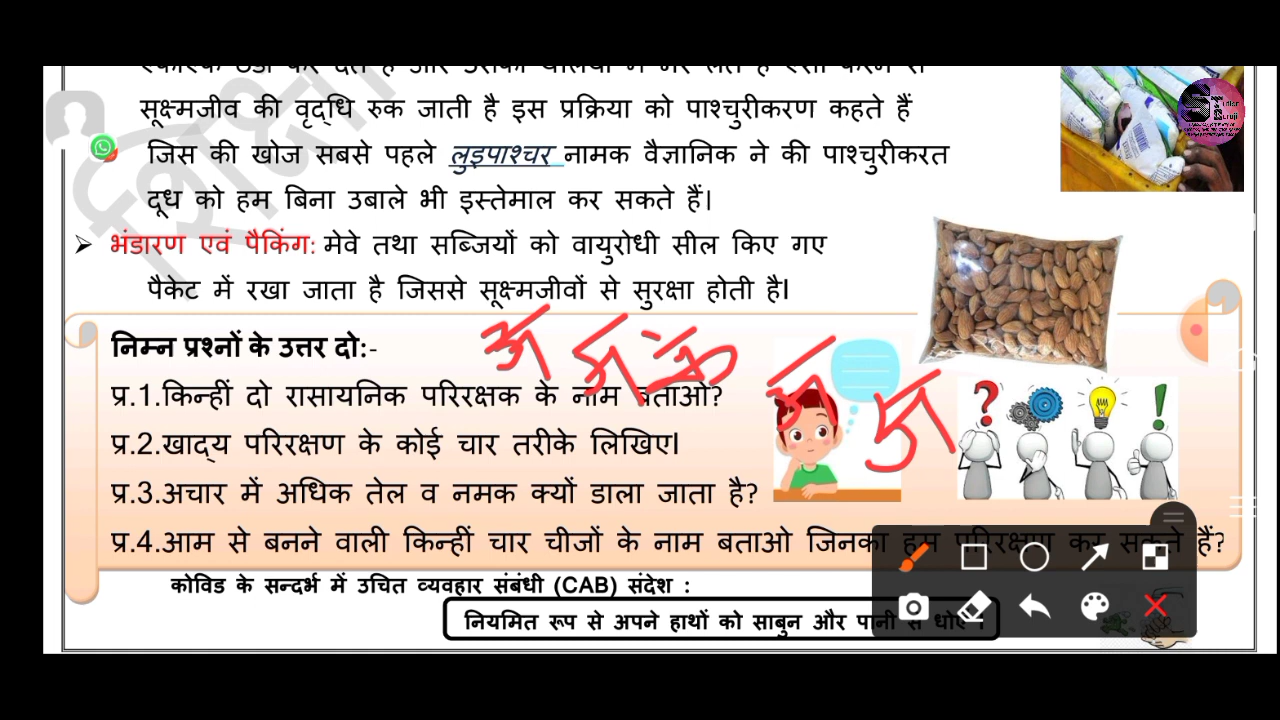 सूक्ष्मजीव की वृद्धि रुक जाती है इस प्रक्रिया को पाश्चुरीकरण कहते हैं
जिस की खोज सबसे पहले लुइपाश्चर नामक वैज्ञानिक ने की पाश्चुरीकरत
दूध को हम बिना उबाले भी इस्तेमाल कर सकते हैं।
➢ भंडारण एवं पैकिंग: मेवे तथा सब्जियों को वायुरोधी सील किए गए
पैकेट में रखा जाता है जिससे सूक्ष्मजीवों से सुरक्षा होती है।
निम्न प्रश्नों के उत्तर दो:-
प्र.1.किन्हीं दो रासायनिक परिरक्षक के नाम बताओ?
प्र.2.खाद्य परिरक्षण के कोई चार तरीके लिखिए।
प्र.3.अचार में अधिक तेल व नमक क्यों डाला जाता है?
प्र.4.आम से बनने वाली किन्हीं चार चीजों के नाम बताओ जिनका हम परिरक्षण कर सकते हैं?
कोविड के सन्दर्भ में उचित व्यवहार संबंधी (CAB) संदेश :
नियमित रूप से अपने हाथों को साबुन और पानी से धोएं ।